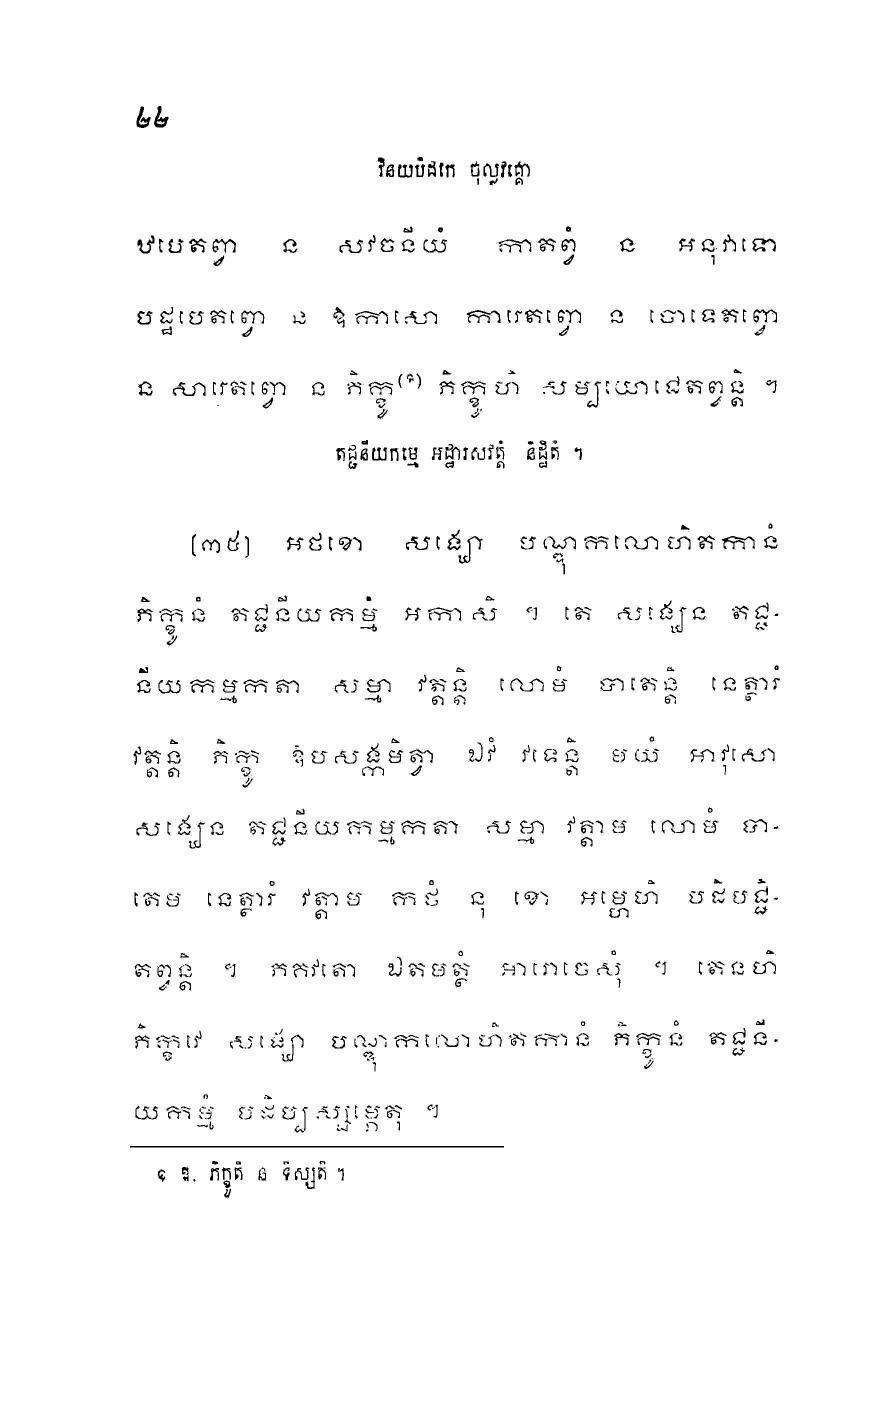 ៤៤
វិនយបិដកេ ចុល្លវគ្គោ
ឋបេតព្វា ន សវចនីយំ កាតព្វំ ន អនុវាទោ
បដ្ឋបេតព្វោ ន ឱកាសោ ការេតព្វោ ន ចោទេតព្វោ
ន សារេតព្វោ ន ភិក្ខូ(១) ភិក្ខូហិ សម្បយោជេតព្វន្តិ ។
តជ្ជនីយកម្មេ អដ្ឋារសវត្តំ និដ្ឋិតំ ។
[៣៥] អថខោ សង្ឃោ បណ្ឌុកលោហិតកានំ
ភិក្ខូនំ តជ្ជនីយកម្មំ អកាសិ ។ តេ សង្ឃេន តជ្ជ-
នីយកម្មកតា សម្មា វត្តន្តិ លោមំ បាតេន្តិ នេត្ថារំ
វត្តន្តិ ភិក្ខូ ឧបសង្កមិត្វា ឯវំ វទេន្តិ មយំ អាវុសោ
សង្ឃេន តជ្ជនីយកម្មកតា សម្មា វត្តាម លោមំ បា-
តេម នេត្ថារំ វត្តាម កថំ នុ ខោ អម្ហេហិ បដិបជ្ជិ-
តព្វន្តិ ។ ភគវតោ ឯតមត្ថំ អារោចេសុំ ។ តេនហិ
ភិក្ខវេ សង្ឃោ បណ្ឌុកលោហិតកានំ ភិក្ខូនំ តជ្ជនី-
យកម្មំ បដិប្បស្សម្ភេតុ ។
១ ឱ. ភិក្ខូតិ ន ទិស្សតិ ។